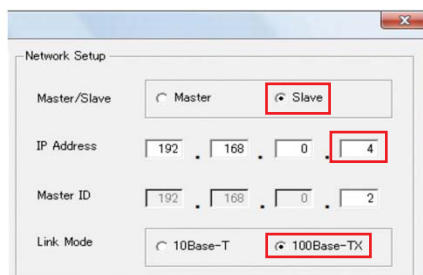 Network Setup
Master/Slave Master Slave
IP Address 192 . 168 . 0 . 4
Master ID 192 . 168 . 0 . 2
Link Mode 10Base-T 100Base-TX